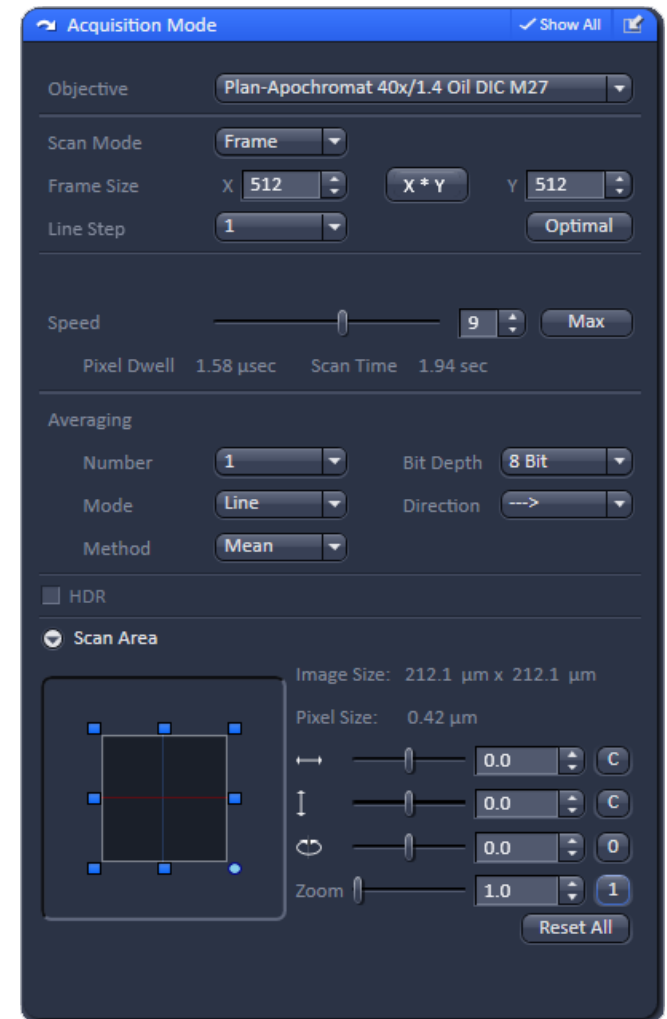 Acquisition Mode Show All
Objective Plan-Apochromat 40x/1.4 Oil DIC M27
Scan Mode Frame
Frame Size X 512 X * Y Y 512
Line Step 1 Optimal
Speed 9 Max
Pixel Dwell 1.58 µsec Scan Time 1.94 sec
Averaging
Number 1 Bit Depth 8 Bit
Mode Line Direction --->
Method Mean
HDR
Scan Area
Image Size: 212.1 µm x 212.1 µm
Pixel Size: 0.42 µm
0.0 C
0.0 C
0.0 0
Zoom 1.0 1
Reset All